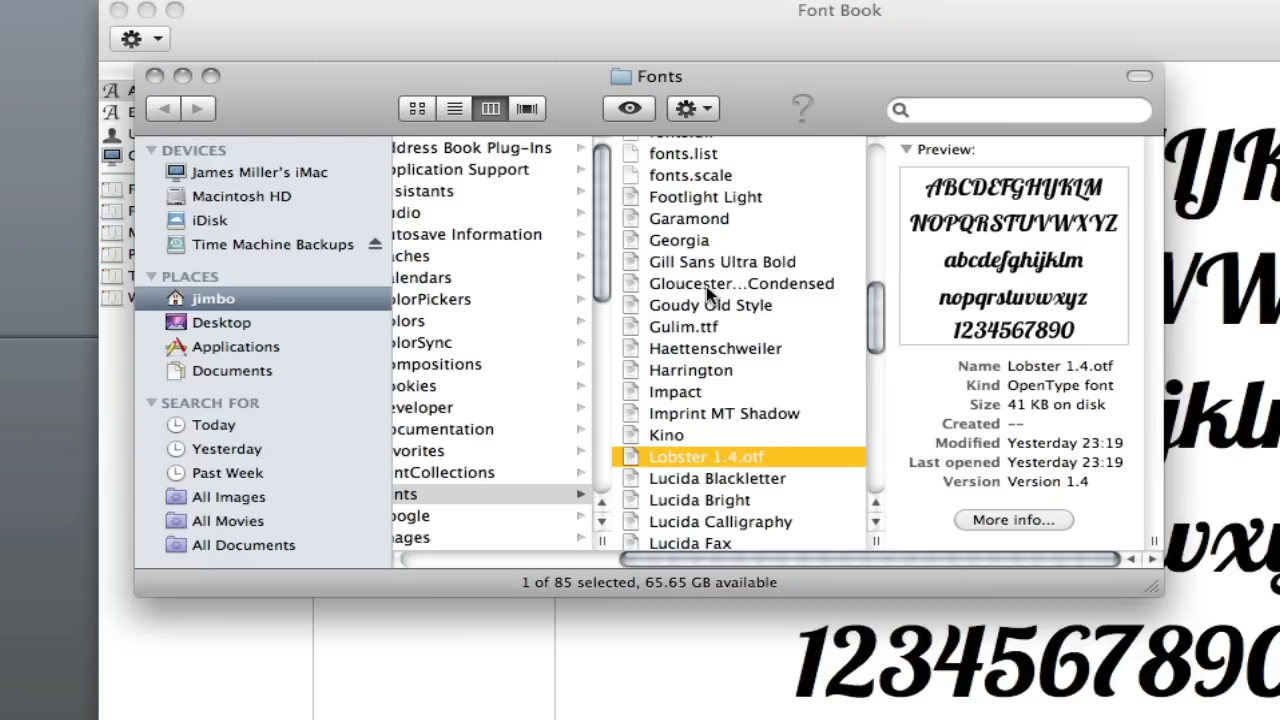 Font Book
Fonts
DEVICES
James Miller's iMac
Macintosh HD
iDisk
Time Machine Backups
PLACES
jimbo
Desktop
Applications
Documents
SEARCH FOR
Today
Yesterday
Past Week
All Images
All Movies
All Documents
ddress Book Plug-Ins
pplication Support
ssistants
udio
utosave Information
ches
alendars
olorPickers
olors
olorSync
ompositions
ookies
eveloper
ocumentation
vorites
ntCollections
nts
oogle
ages
fonts.list
fonts.scale
Footlight Light
Garamond
Georgia
Gill Sans Ultra Bold
Gloucester...Condensed
Goudy Old Style
Gulim.ttf
Haettenschweiler
Harrington
Impact
Imprint MT Shadow
Kino
Lobster 1.4.otf
Lucida Blackletter
Lucida Bright
Lucida Calligraphy
Lucida Fax
Preview:
ABCDEFGHIJKLM
NOPQRSTUVWXYZ
abcdefghijklm
nopqrstuvwxyz
1234567890
Name Lobster 1.4.otf
Kind OpenType font
Size 41 KB on disk
Created --
Modified Yesterday 23:19
Last opened Yesterday 23:19
Version Version 1.4
More info...
1 of 85 selected, 65.65 GB available
1234567890